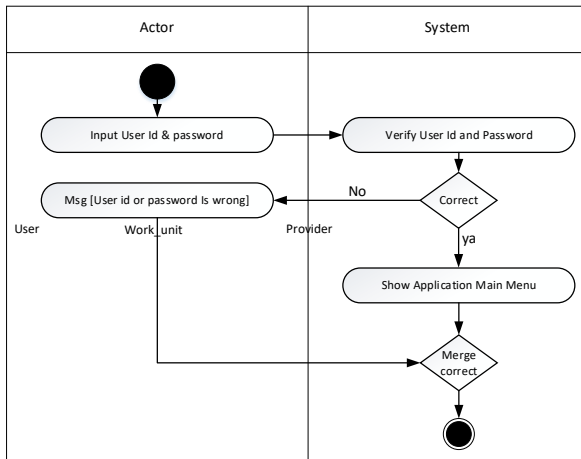 Actor
System
Input User Id & password
Verify User Id and Password
Msg [User id or password Is wrong]
No
Correct
User
Work_unit
Provider
ya
Show Application Main Menu
Merge
correct